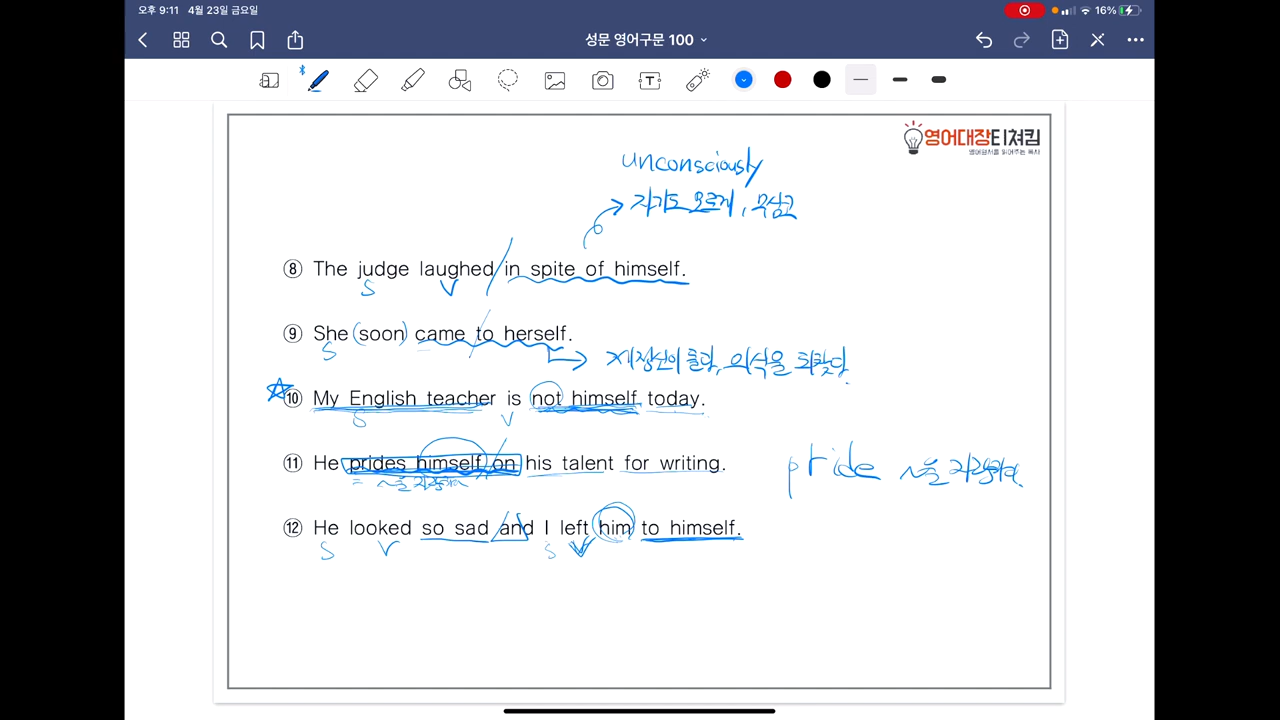 오후 9:11 4월 23일 금요일
16%
성문 영어구문 100
영어대장티쳐킴
unconsciously
→ 자기도 모르게, 무심코
⑧ The judge laughed in spite of himself.
S V
⑨ She (soon) came to herself.
S
→ 제정신이 들다, 의식을 되찾다.
⑩ My English teacher is not himself today.
S V
⑪ He prides himself on his talent for writing.
pride ~을 자랑하여
~을 자랑하여
⑫ He looked so sad and I left him to himself.
S V S V